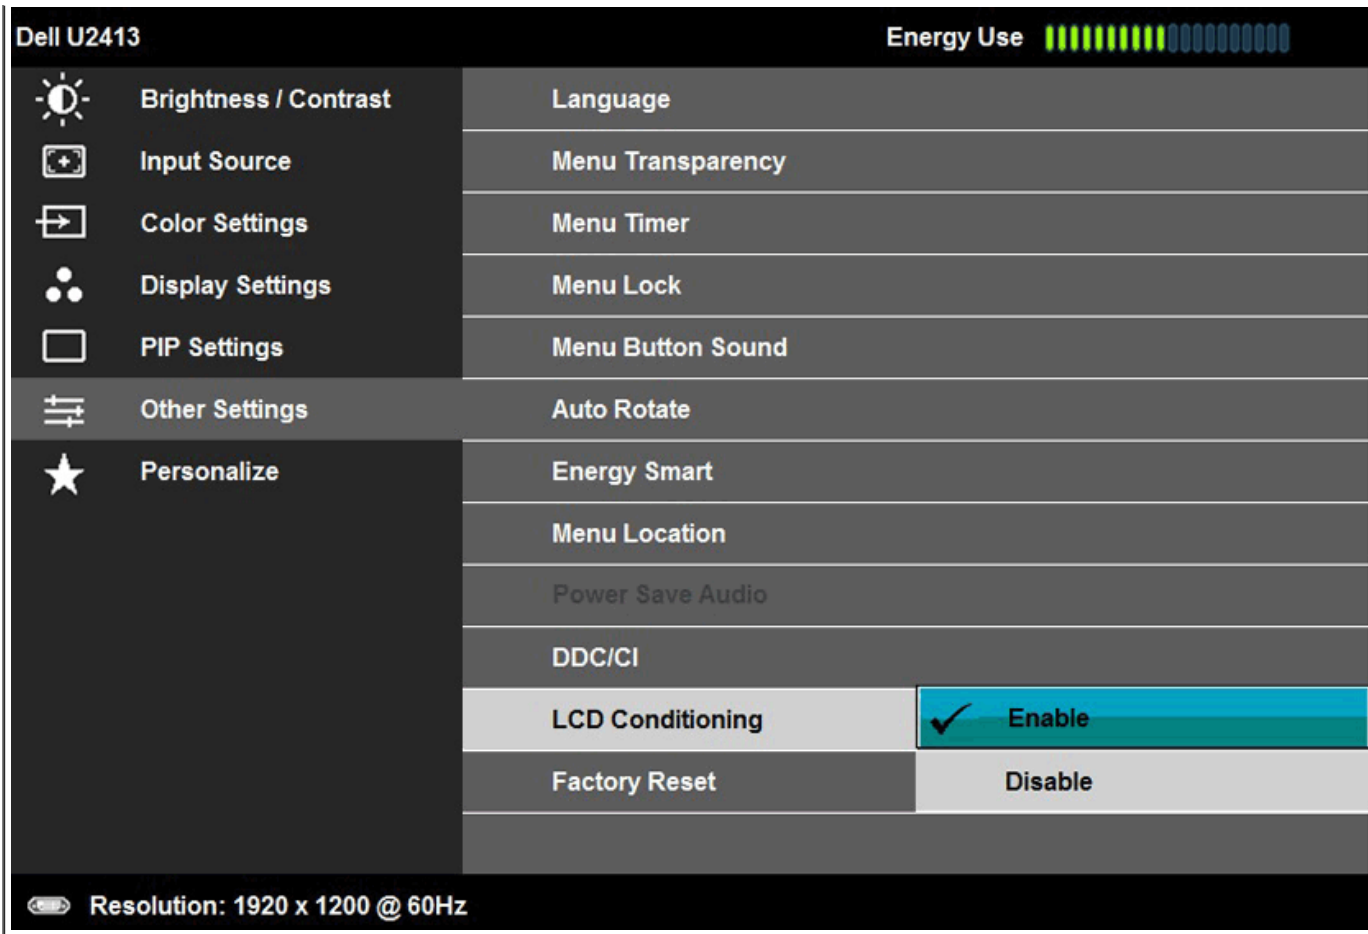 Dell U2413
Energy Use
Brightness / Contrast
Input Source
Color Settings
Display Settings
PIP Settings
Other Settings
Personalize
Language
Menu Transparency
Menu Timer
Menu Lock
Menu Button Sound
Auto Rotate
Energy Smart
Menu Location
Power Save Audio
DDC/CI
LCD Conditioning
Enable
Factory Reset
Disable
Resolution: 1920 x 1200 @ 60Hz